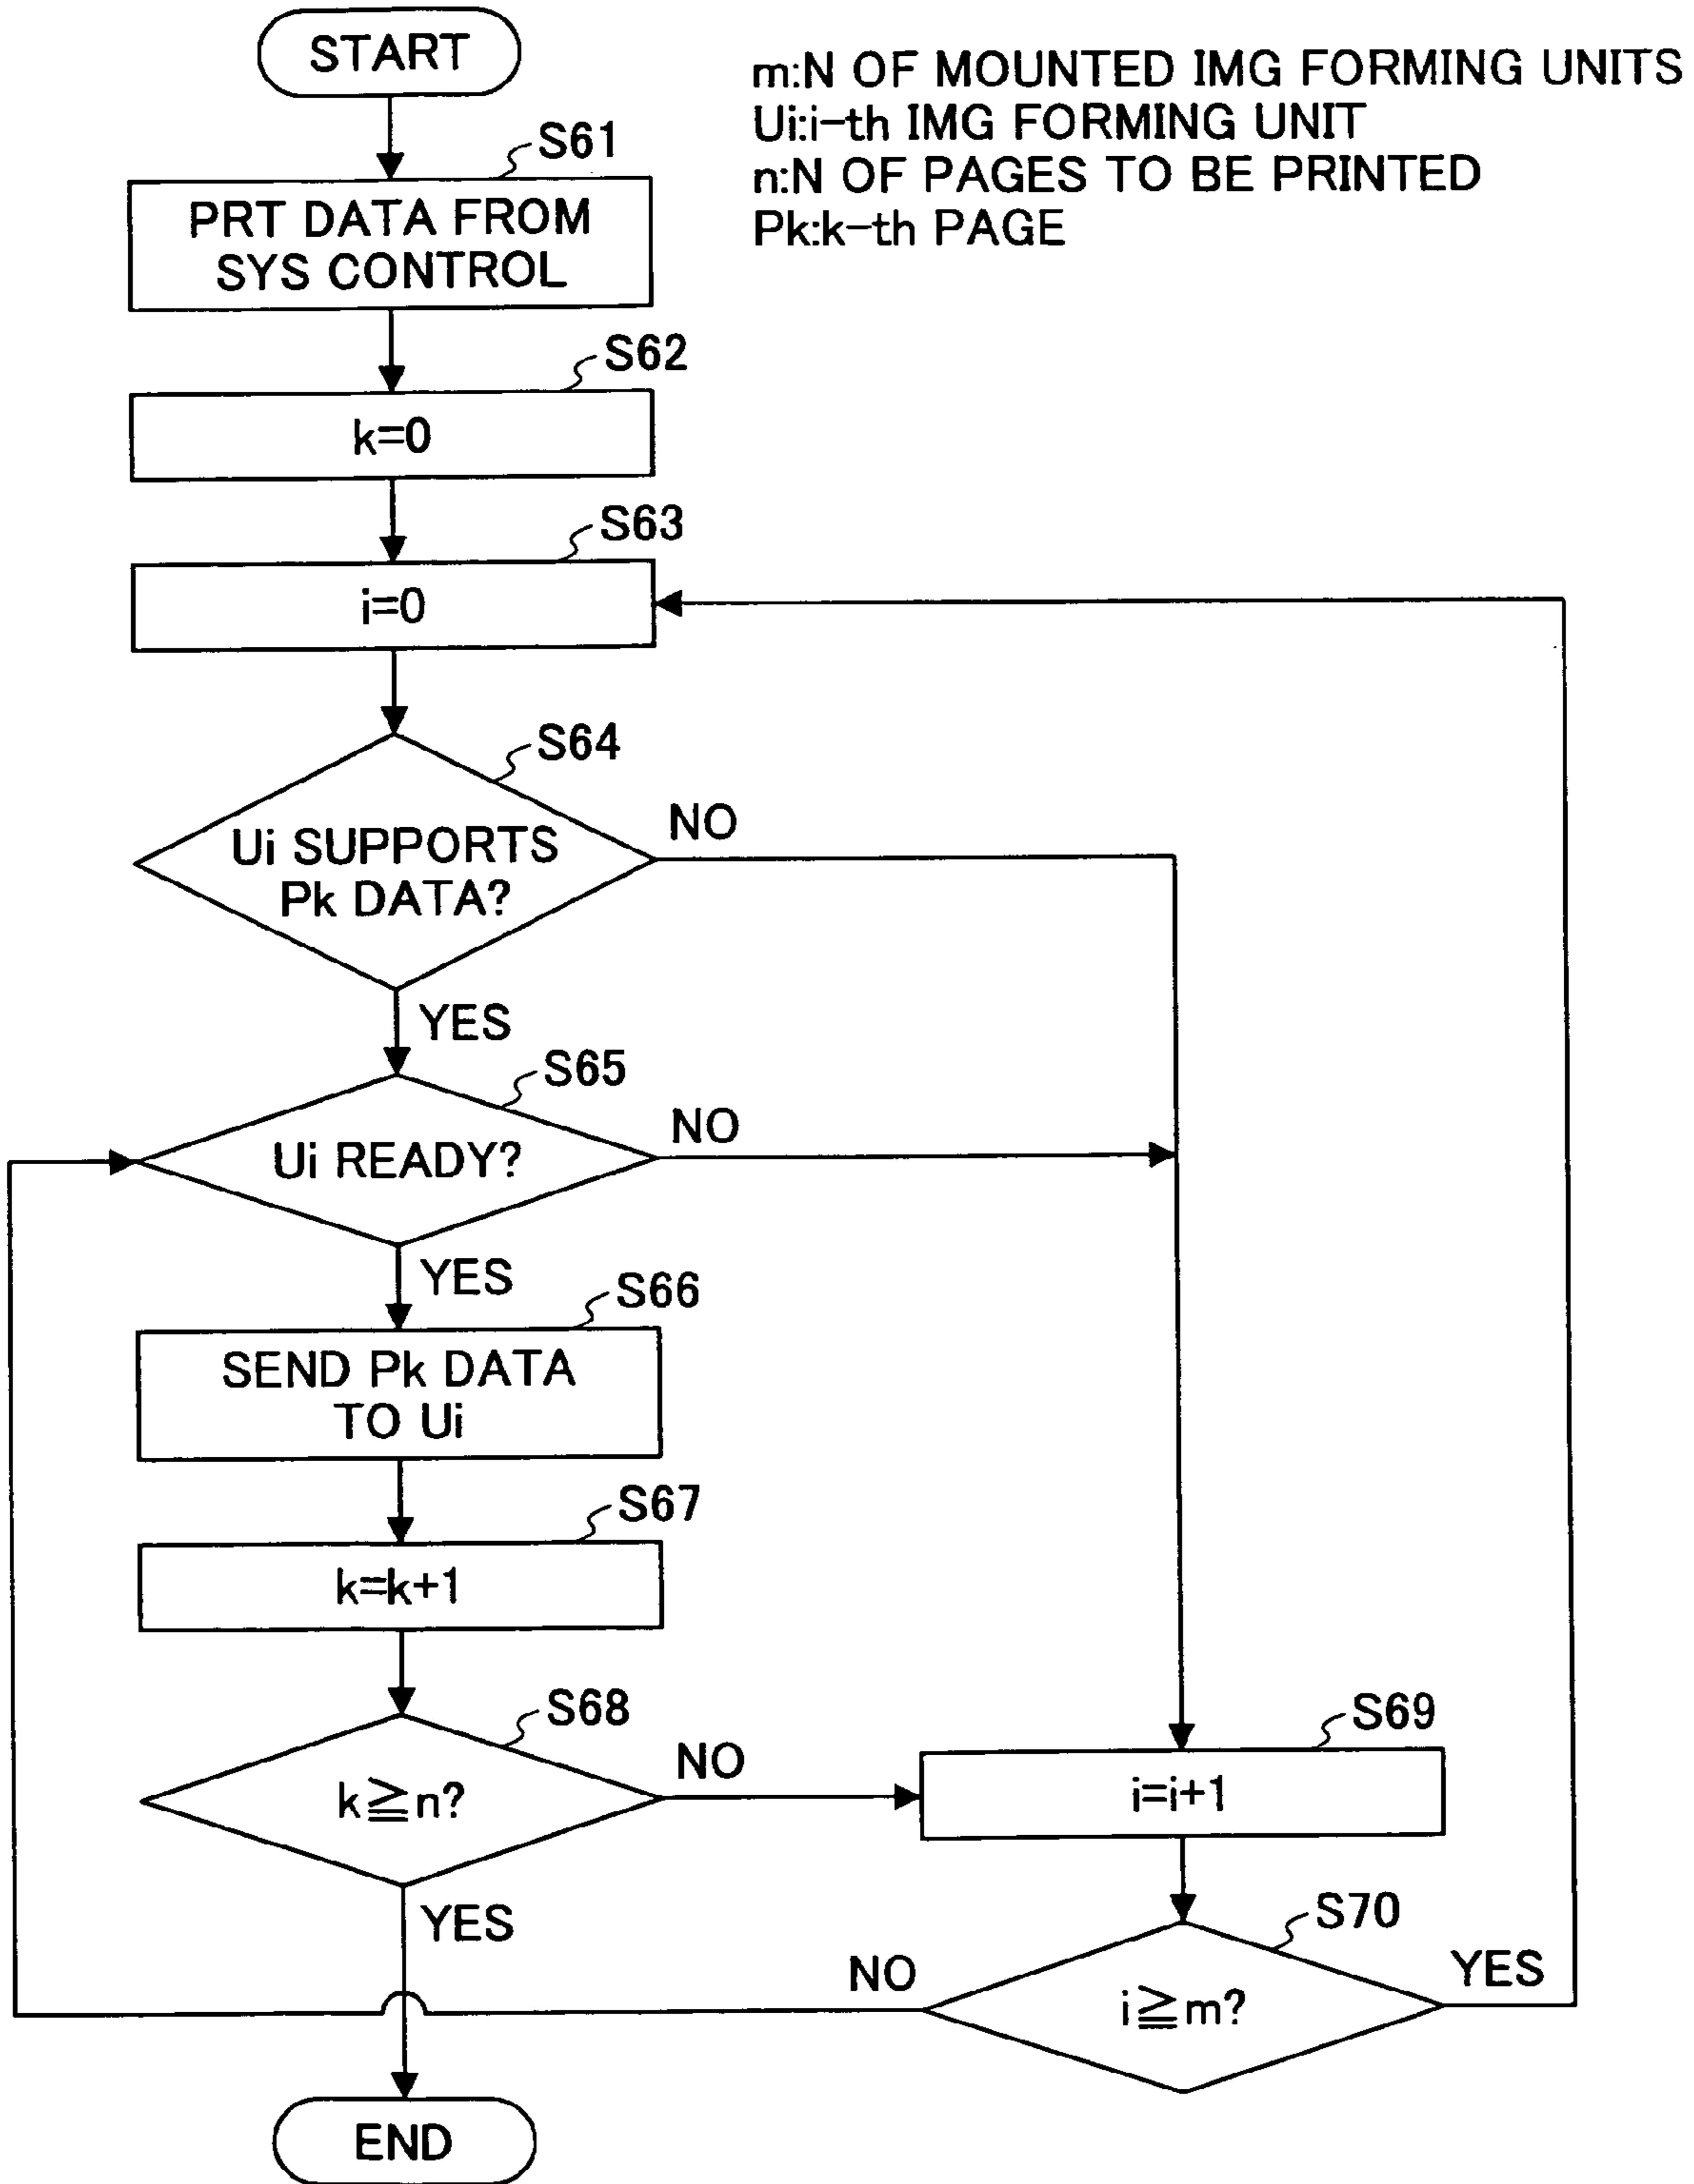 START
m:N OF MOUNTED IMG FORMING UNITS
Ui:i-th IMG FORMING UNIT
n:N OF PAGES TO BE PRINTED
Pk:k-th PAGE
S61
PRT DATA FROM
SYS CONTROL
S62
k=0
S63
i=0
S64
Ui SUPPORTS
Pk DATA?
NO
YES
S65
Ui READY?
NO
YES
S66
SEND Pk DATA
TO Ui
S67
k=k+1
S68
k≧n?
NO
YES
S69
i=i+1
S70
i≧m?
NO
YES
END